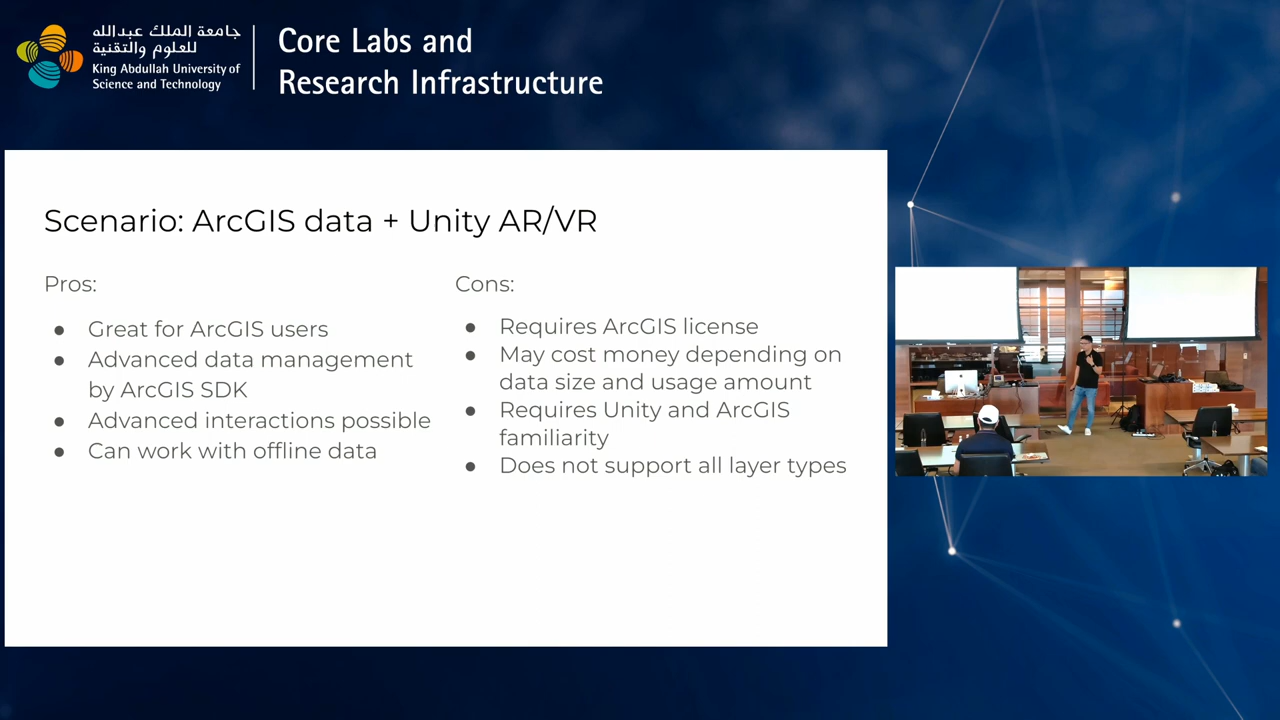 جامعة الملك عبدالله
للعلوم والتقنية
King Abdullah University of
Science and Technology
Core Labs and
Research Infrastructure
Scenario: ArcGIS data + Unity AR/VR
Pros:
● Great for ArcGIS users
● Advanced data management
by ArcGIS SDK
● Advanced interactions possible
● Can work with offline data
Cons:
● Requires ArcGIS license
● May cost money depending on
data size and usage amount
● Requires Unity and ArcGIS
familiarity
● Does not support all layer types